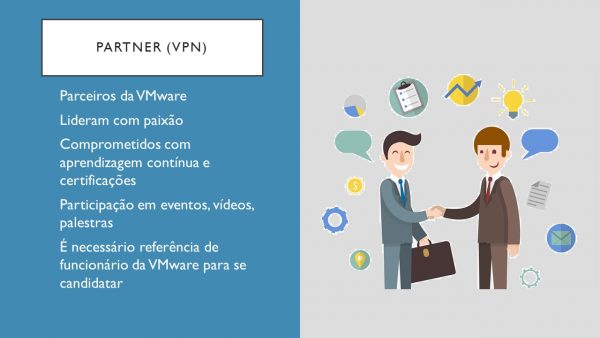 PARTNER (VPN)
Parceiros da VMware
Lideram com paixão
Comprometidos com
aprendizagem contínua e
certificações
Participação em eventos, vídeos,
palestras
É necessário referência de
funcionário da VMware para se
candidatar